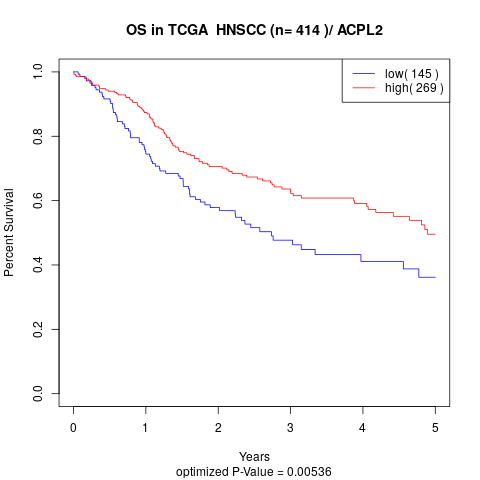 OS in TCGA  HNSCC (n= 414 )/ ACPL2
low( 145 )
high( 269 )
Percent Survival
1.0
0.8
0.6
0.4
0.2
0.0
0 1 2 3 4 5
Years
optimized P-Value = 0.00536